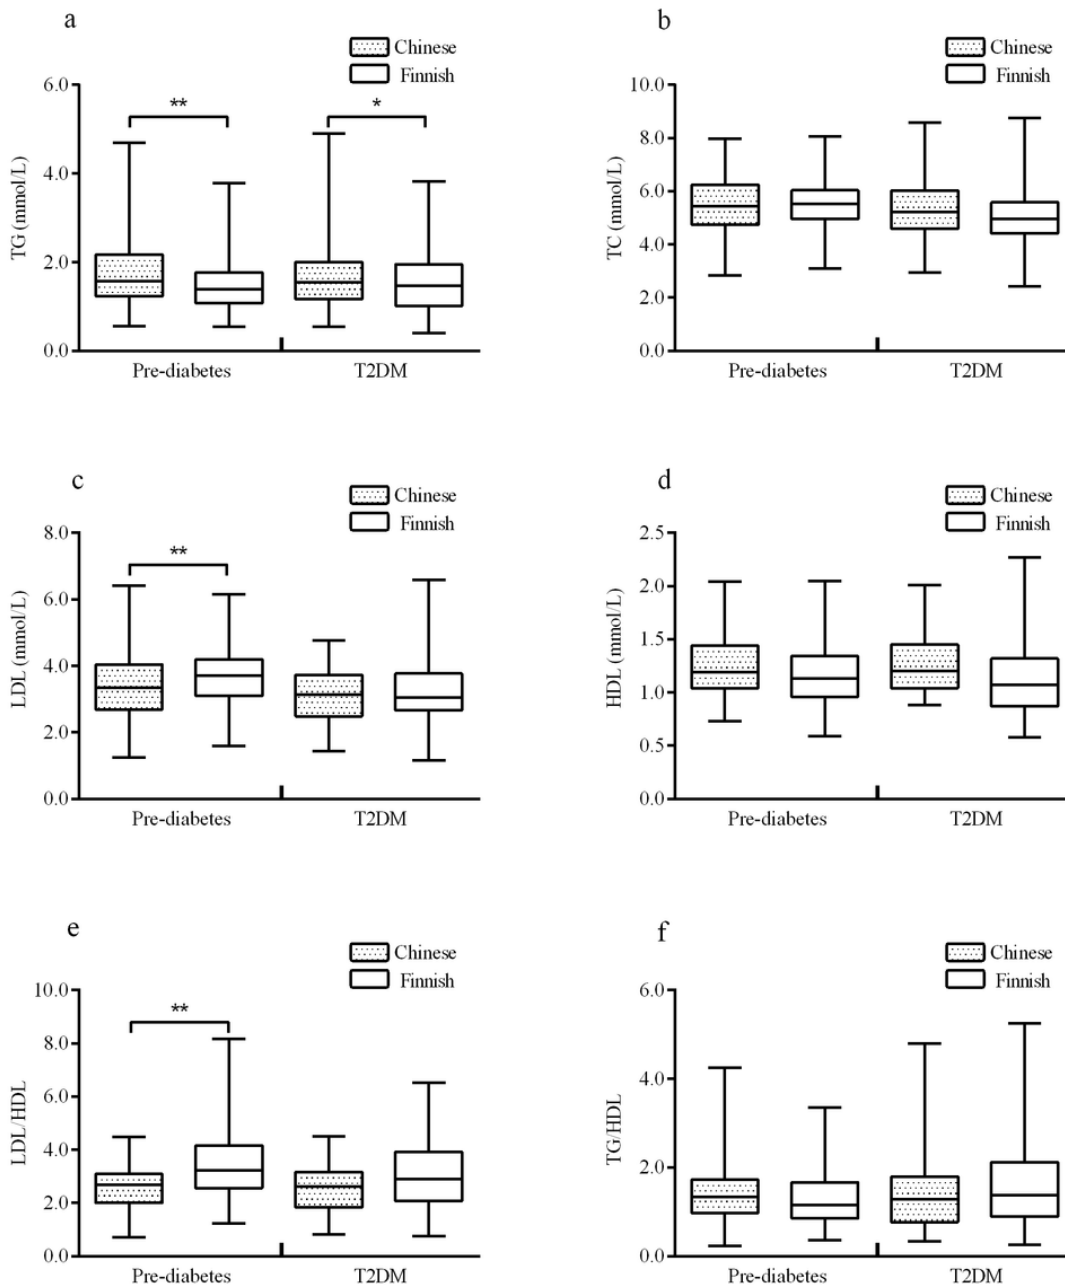 a
Chinese
Finnish
**
*
TG (mmol/L)
6.0
4.0
2.0
0.0
Pre-diabetes
T2DM
b
Chinese
Finnish
TC (mmol/L)
10.0
8.0
6.0
4.0
2.0
0.0
Pre-diabetes
T2DM
c
Chinese
Finnish
**
LDL (mmol/L)
8.0
6.0
4.0
2.0
0.0
Pre-diabetes
T2DM
d
Chinese
Finnish
HDL (mmol/L)
2.5
2.0
1.5
1.0
0.5
0.0
Pre-diabetes
T2DM
e
Chinese
Finnish
**
LDL/HDL
10.0
8.0
6.0
4.0
2.0
0.0
Pre-diabetes
T2DM
f
Chinese
Finnish
TG/HDL
6.0
4.0
2.0
0.0
Pre-diabetes
T2DM